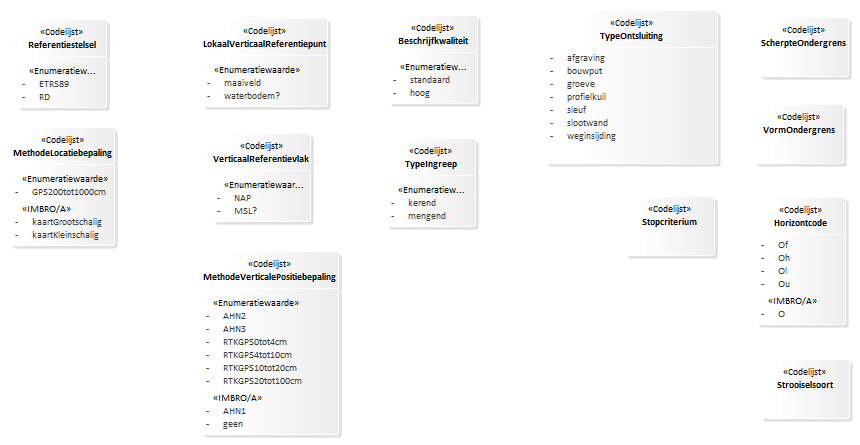 «Codelijst»
Referentiestelsel
«Enumeratiew...
- ETRS89
- RD
«Codelijst»
LokaalVerticaalReferentiepunt
«Enumeratiewaarde»
- maaiveld
- waterbodem?
«Codelijst»
Beschrijfkwaliteit
«Enumeratiew...
- standaard
- hoog
«Codelijst»
TypeOntsluiting
- afgraving
- bouwput
- groeve
- profielkuil
- sleuf
- slootwand
- weginsijding
«Codelijst»
ScherpteOndergrens
«Codelijst»
MethodeLocatiebepaling
«Enumeratiewaarde»
- GPS200tot1000cm
«IMBRO/A»
- kaartGrootschalig
- kaartKleinschalig
«Codelijst»
VerticaalReferentievlak
«Enumeratiewaar...
- NAP
- MSL?
«Codelijst»
TypeIngreep
«Enumeratiew...
- kerend
- mengend
«Codelijst»
VormOndergrens
«Codelijst»
Stopcriterium
«Codelijst»
Horizontcode
- Of
- Oh
- Ol
- Ou
«IMBRO/A»
- O
«Codelijst»
MethodeVerticalePositiebepaling
«Enumeratiewaarde»
- AHN2
- AHN3
- RTKGPS0tot4cm
- RTKGPS4tot10cm
- RTKGPS10tot20cm
- RTKGPS20tot100cm
«IMBRO/A»
- AHN1
- geen
«Codelijst»
Strooiselsoort